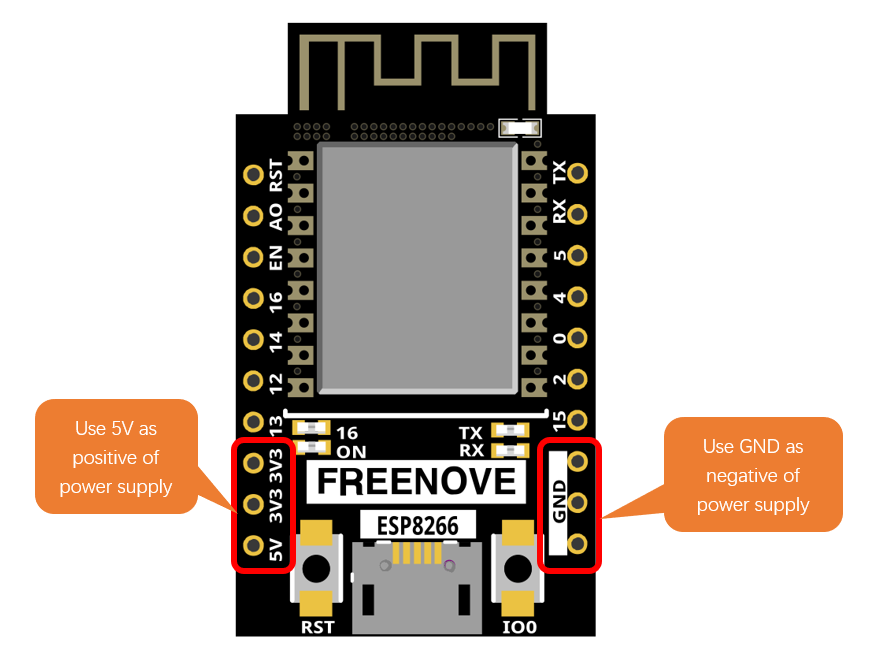 RST
AO
EN
16
14
12
13
3V3
3V3
5V
TX
RX
5
4
0
2
15
GND
16
ON
TX
RX
FREENOVE
ESP8266
RST
IO0
Use 5V as
positive of
power supply
Use GND as
negative of
power supply